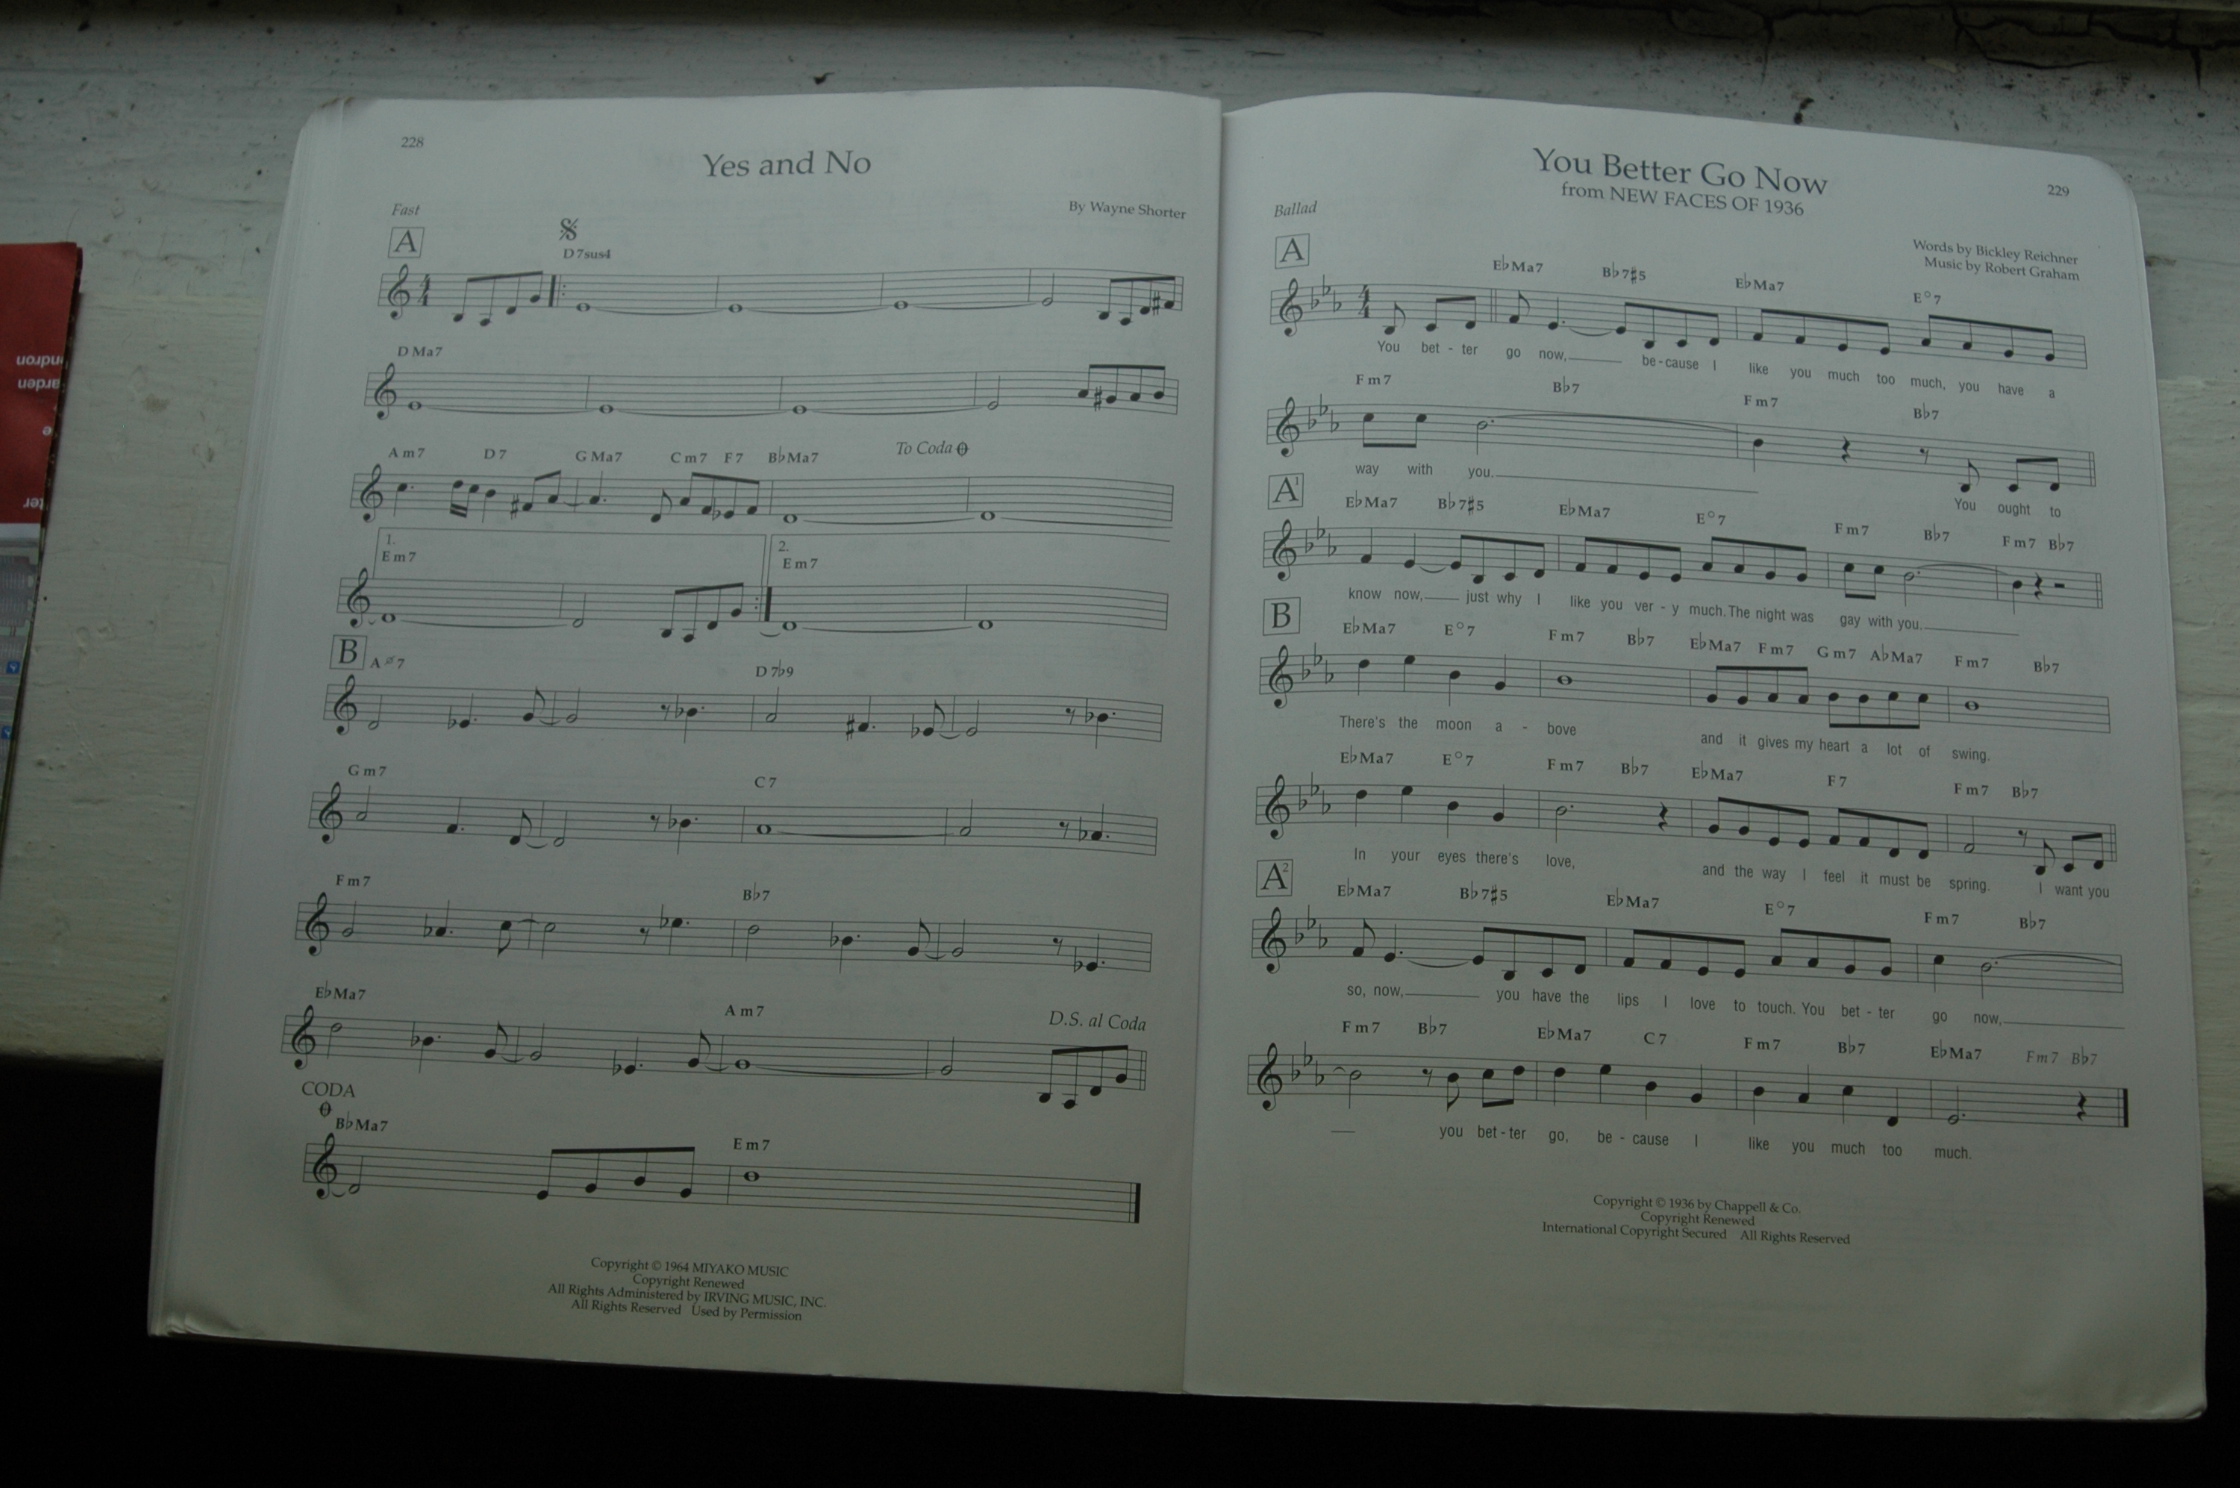 228
Yes and No
Fast
By Wayne Shorter
A
D7sus4
DMa7
Am7 D7 GMa7 Cm7 F7 B♭Ma7 To Coda
1. 2.
Em7 Em7
B
Aø7 D7♭9
Gm7 C7
Fm7 B♭7
E♭Ma7 Am7 D.S. al Coda
CODA
B♭Ma7 Em7
Copyright © 1964 MIYAKO MUSIC
Copyright Renewed
All Rights Administered by IRVING MUSIC, INC.
All Rights Reserved Used by Permission
You Better Go Now
229
from NEW FACES OF 1936
Ballad
Words by Bickley Reichner
Music by Robert Graham
A
E♭Ma7 B♭7♯5 E♭Ma7 E°7
You bet - ter go now, be - cause I like you much too much, you have a
Fm7 B♭7 Fm7 B♭7
way with you. You ought to
A1
E♭Ma7 B♭7♯5 E♭Ma7 E°7 Fm7 B♭7 Fm7 B♭7
know now, just why I like you ver - y much. The night was gay with you.
B
E♭Ma7 E°7 Fm7 B♭7 E♭Ma7 Fm7 Gm7 A♭Ma7 Fm7 B♭7
There's the moon a - bove and it gives my heart a lot of swing.
E♭Ma7 E°7 Fm7 B♭7 E♭Ma7 F7 Fm7 B♭7
In your eyes there's love, and the way I feel it must be spring. I want you
A2
E♭Ma7 B♭7♯5 E♭Ma7 E°7 Fm7 B♭7
so, now, you have the lips I love to touch. You bet - ter go now,
Fm7 B♭7 E♭Ma7 C7 Fm7 B♭7 E♭Ma7 Fm7 B♭7
you bet - ter go, be - cause I like you much too much.
Copyright © 1936 by Chappell & Co.
Copyright Renewed
International Copyright Secured All Rights Reserved